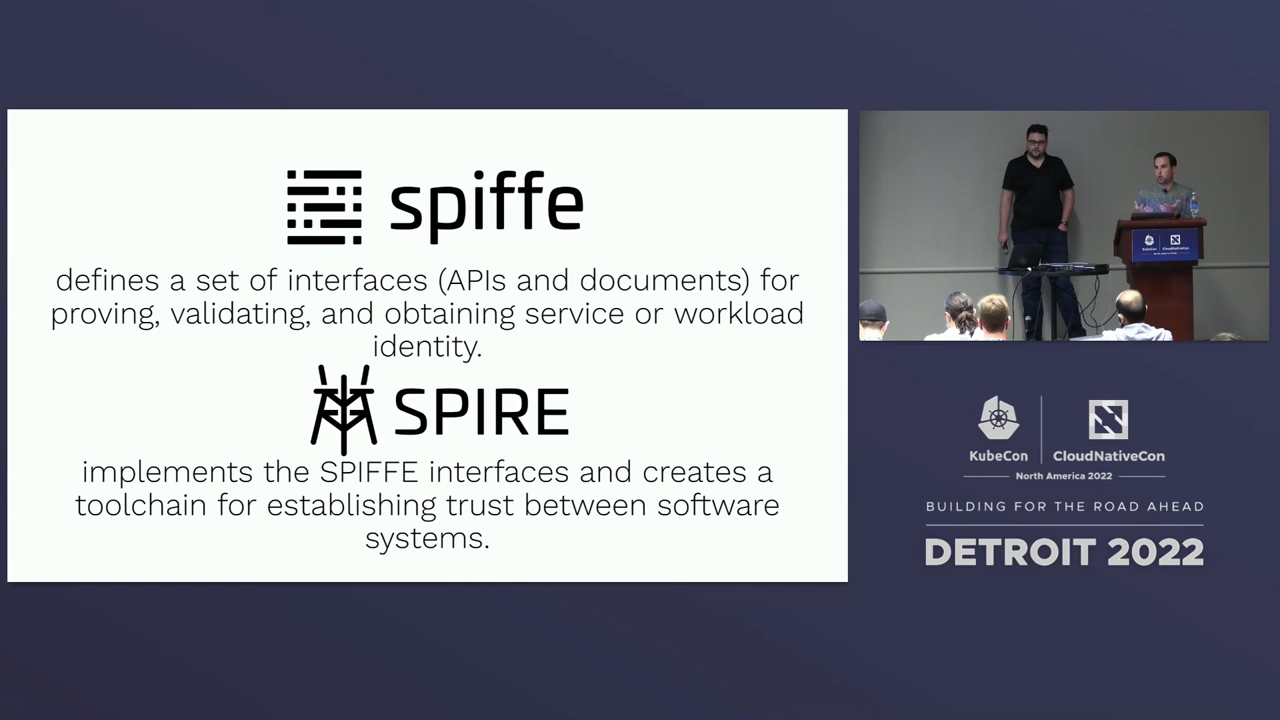 spiffe
defines a set of interfaces (APIs and documents) for
proving, validating, and obtaining service or workload
identity.
SPIRE
implements the SPIFFE interfaces and creates a
toolchain for establishing trust between software
systems.
KubeCon
CloudNativeCon
KubeCon CloudNativeCon
North America 2022
BUILDING FOR THE ROAD AHEAD
DETROIT 2022